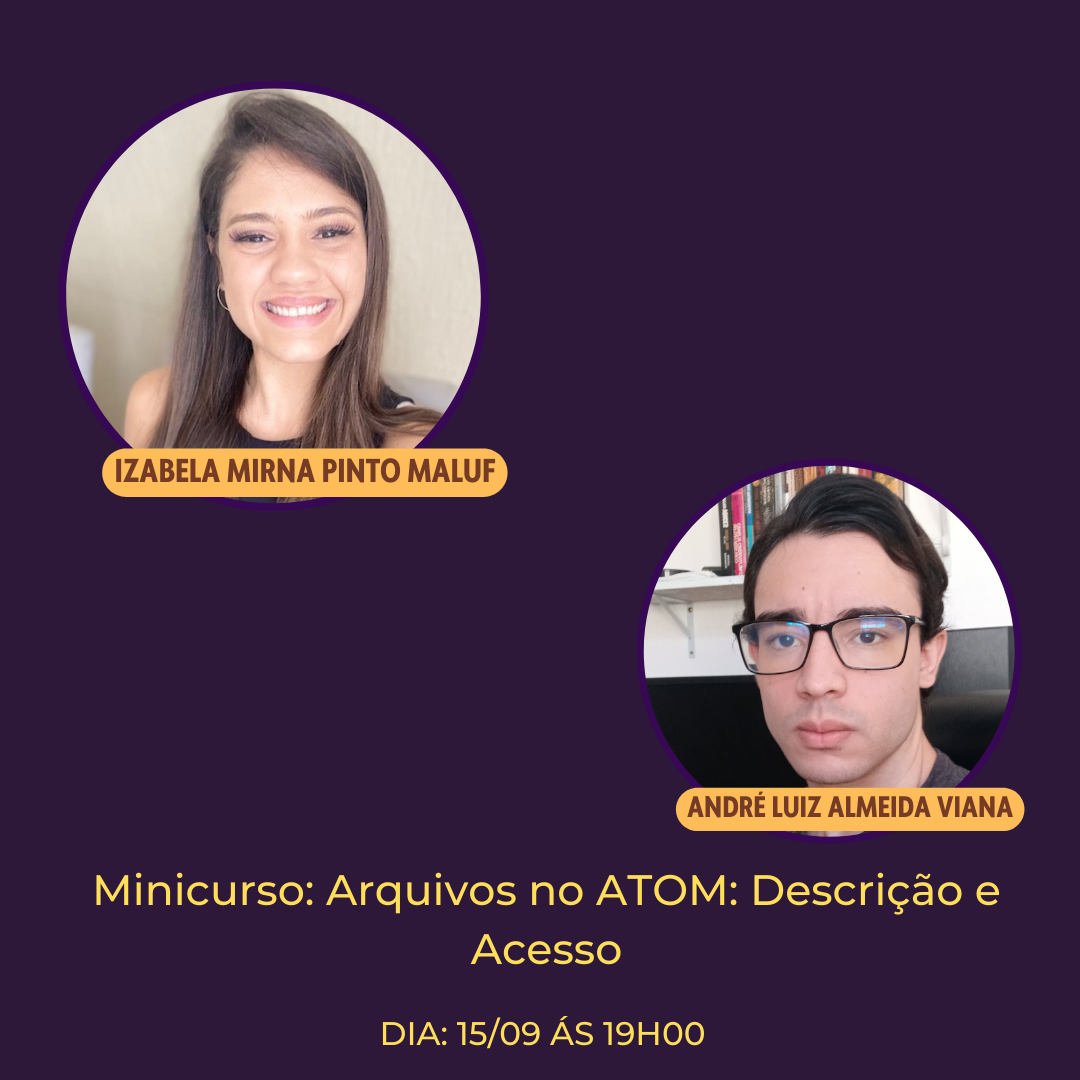 IZABELA MIRNA PINTO MALUF
ANDRÉ LUIZ ALMEIDA VIANA
Minicurso: Arquivos no ATOM: Descrição e
Acesso
DIA: 15/09 ÁS 19H00